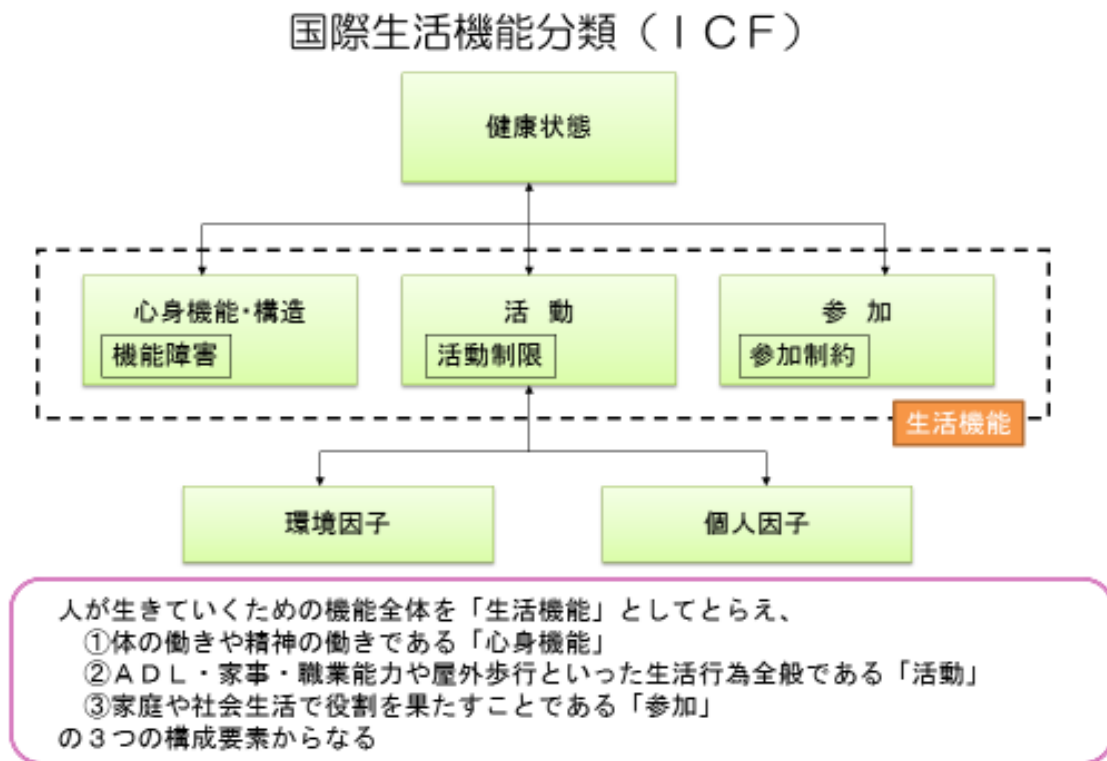 国際生活機能分類（ＩＣＦ）
健康状態
心身機能・構造
機能障害
活　動
活動制限
参　加
参加制約
生活機能
環境因子
個人因子
人が生きていくための機能全体を「生活機能」としてとらえ、
①体の働きや精神の働きである「心身機能」
②ＡＤＬ・家事・職業能力や屋外歩行といった生活行為全般である「活動」
③家庭や社会生活で役割を果たすことである「参加」
の３つの構成要素からなる